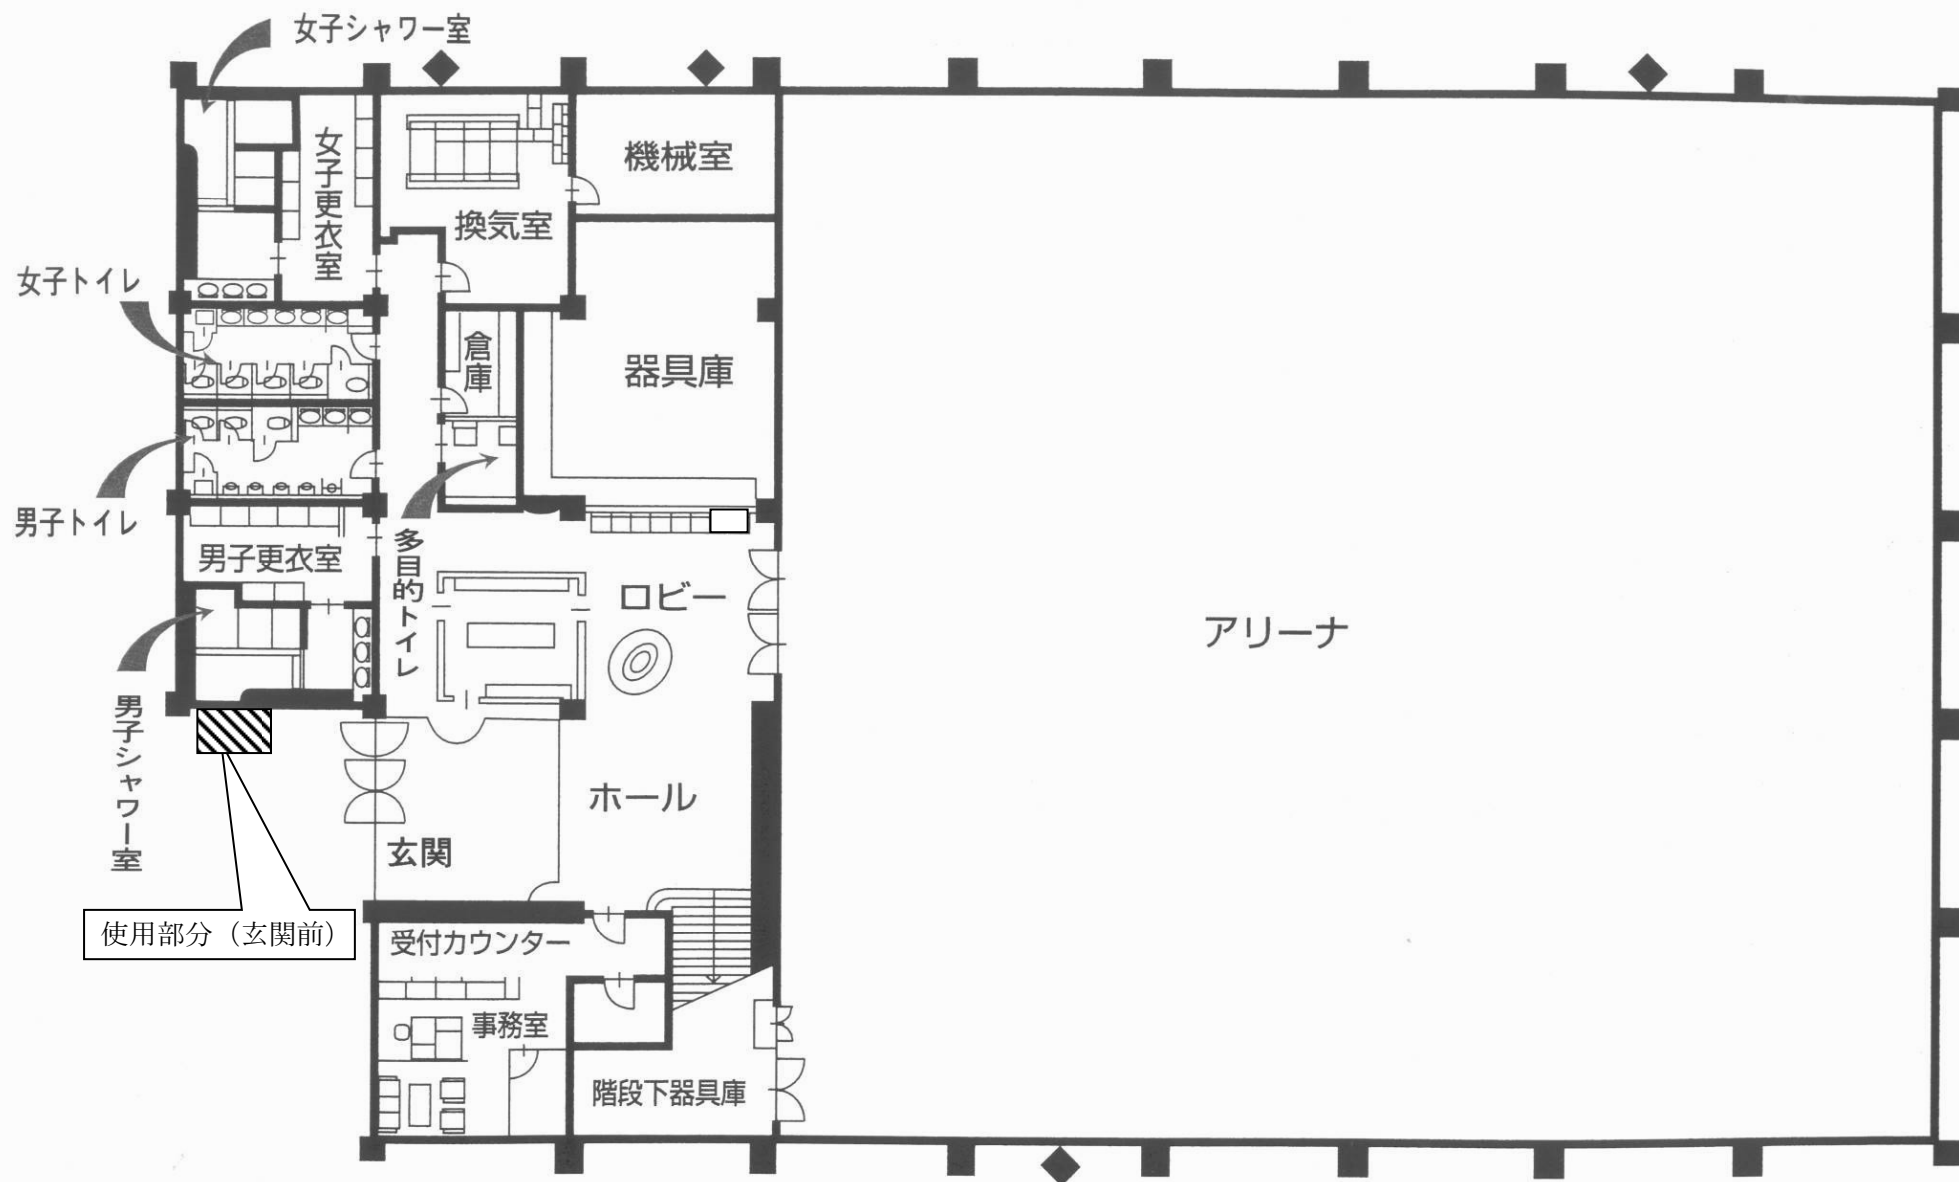 女子シャワー室
女子更衣室
換気室
機械室
女子トイレ
倉庫
器具庫
男子トイレ
男子更衣室
多目的トイレ
ロビー
アリーナ
男子シャワー室
ホール
玄関
使用部分（玄関前）
受付カウンター
事務室
階段下器具庫